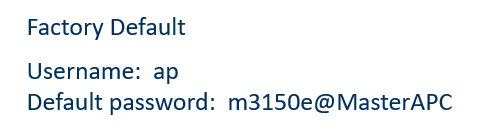 Factory Default
Username:  ap
Default password:  m3150e@MasterAPC